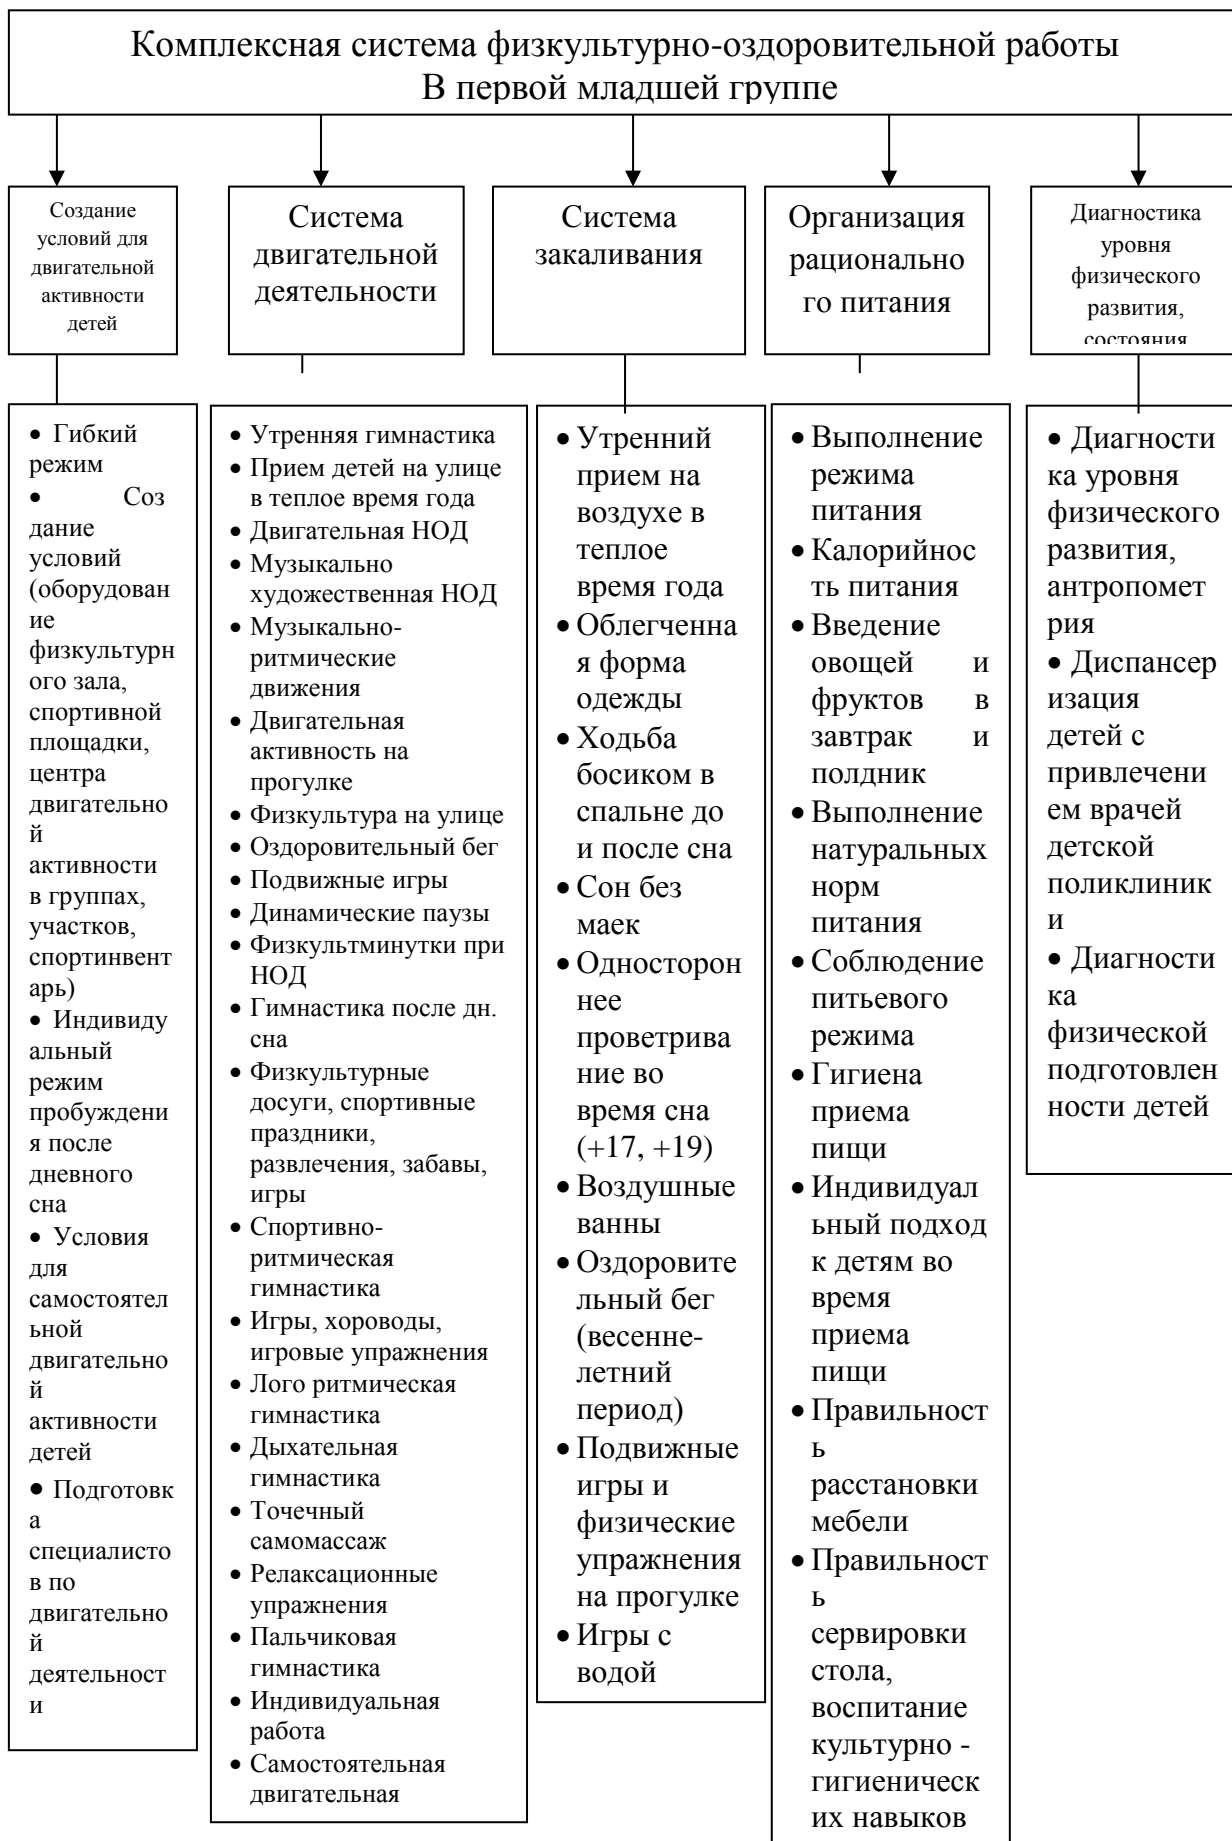 Комплексная система физкультурно-оздоровительной работы
В первой младшей группе
Создание
условий для
двигательной
активности
детей
Система
двигательной
деятельности
Система
закаливания
Организация
рационально
го питания
Диагностика
уровня
физического
развития,
состояния
• Гибкий
режим
• Соз
дание
условий
(оборудован
ие
физкультурн
ого зала,
спортивной
площадки,
центра
двигательно
й
активности
в группах,
участков,
спортинвент
арь)
• Индивиду
альный
режим
пробуждени
я после
дневного
сна
• Условия
для
самостоятел
ьной
двигательно
й
активности
детей
• Подготовк
а
специалисто
в по
двигательно
й
деятельност
и
• Утренняя гимнастика
• Прием детей на улице
в теплое время года
• Двигательная НОД
• Музыкально
художественная НОД
• Музыкально-
ритмические
движения
• Двигательная
активность на
прогулке
• Физкультура на улице
• Оздоровительный бег
• Подвижные игры
• Динамические паузы
• Физкультминутки при
НОД
• Гимнастика после дн.
сна
• Физкультурные
досуги, спортивные
праздники,
развлечения, забавы,
игры
• Спортивно-
ритмическая
гимнастика
• Игры, хороводы,
игровые упражнения
• Лого ритмическая
гимнастика
• Дыхательная
гимнастика
• Точечный
самомассаж
• Релаксационные
упражнения
• Пальчиковая
гимнастика
• Индивидуальная
работа
• Самостоятельная
двигательная
• Утренний
прием на
воздухе в
теплое
время года
• Облегченна
я форма
одежды
• Ходьба
босиком в
спальне до
и после сна
• Сон без
маек
• Односторон
нее
проветрива
ние во
время сна
(+17, +19)
• Воздушные
ванны
• Оздоровите
льный бег
(весенне-
летний
период)
• Подвижные
игры и
физические
упражнения
на прогулке
• Игры с
водой
• Выполнение
режима
питания
• Калорийнос
ть питания
• Введение
овощей и
фруктов в
завтрак и
полдник
• Выполнение
натуральных
норм
питания
• Соблюдение
питьевого
режима
• Гигиена
приема
пищи
• Индивидуал
ьный подход
к детям во
время
приема
пищи
• Правильност
ь
расстановки
мебели
• Правильност
ь
сервировки
стола,
воспитание
культурно -
гигиеническ
их навыков
• Диагности
ка уровня
физического
развития,
антропомет
рия
• Диспансер
изация
детей с
привлечени
ем врачей
детской
поликлиник
и
• Диагности
ка
физической
подготовлен
ности детей